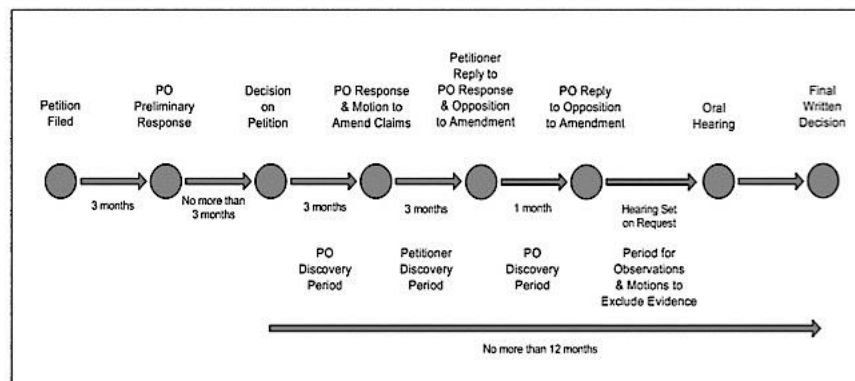 Petition
Filed
PO
Preliminary
Response
Decision
on
Petition
PO Response
& Motion to
Amend Claims
Petitioner
Reply to
PO Response
& Opposition
to Amendment
PO Reply
to Opposition
to Amendment
Oral
Hearing
Final
Written
Decision
3 months
No more than
3 months
3 months
3 months
1 month
Hearing Set
on Request
PO
Discovery
Period
Petitioner
Discovery
Period
PO
Discovery
Period
Period for
Observations
& Motions to
Exclude Evidence
No more than 12 months